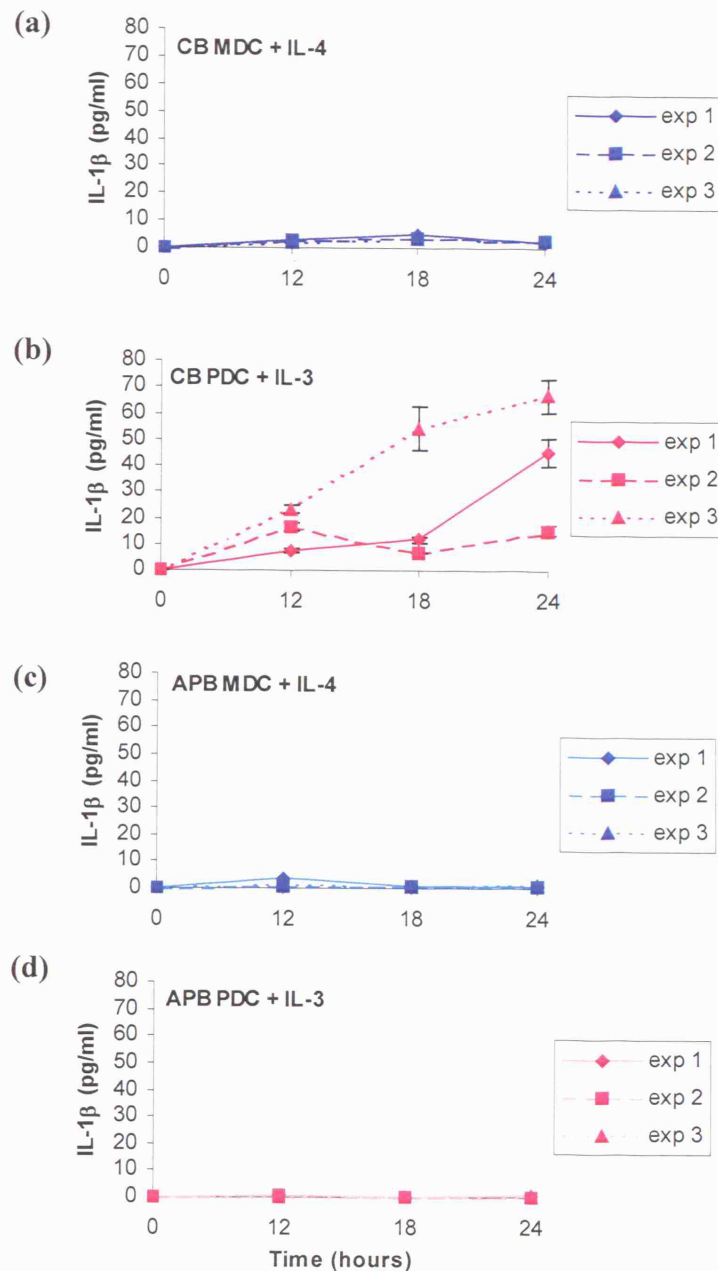 (a)
CB MDC + IL-4
IL-1β (pg/ml)
80
70
60
50
40
30
20
10
0
0 12 18 24
exp 1
exp 2
exp 3
(b)
CB PDC + IL-3
IL-1β (pg/ml)
80
70
60
50
40
30
20
10
0
0 12 18 24
exp 1
exp 2
exp 3
(c)
APB MDC + IL-4
IL-1β (pg/ml)
80
70
60
50
40
30
20
10
0
0 12 18 24
exp 1
exp 2
exp 3
(d)
APB PDC + IL-3
IL-1β (pg/ml)
80
70
60
50
40
30
20
10
0
0 12 18 24
Time (hours)
exp 1
exp 2
exp 3